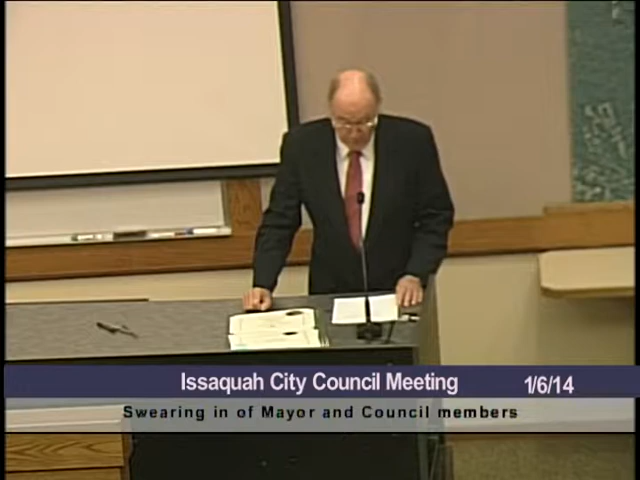 Issaquah City Council Meeting 1/6/14
Swearing in of Mayor and Council members